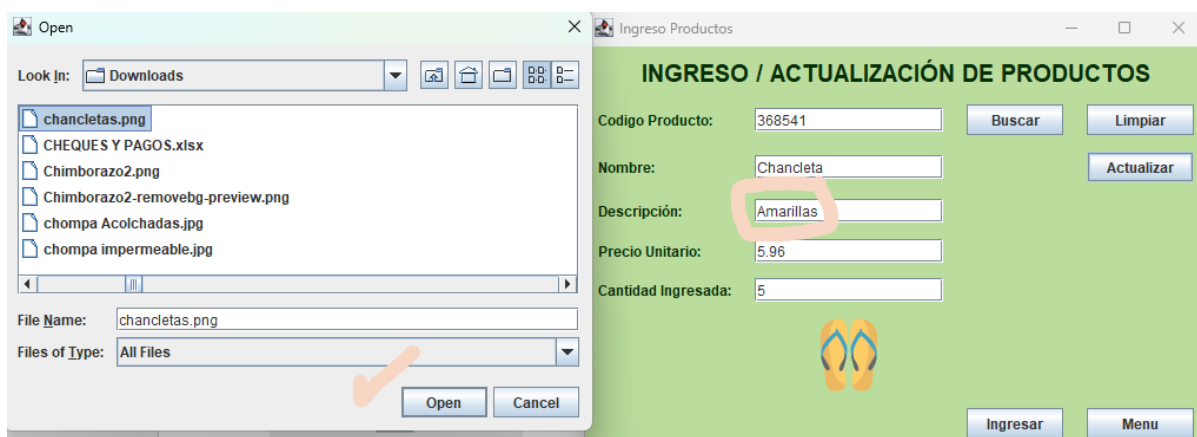 Open
Look In: Downloads
chancletas.png
CHEQUES Y PAGOS.xlsx
Chimborazo2.png
Chimborazo2-removebg-preview.png
chompa Acolchadas.jpg
chompa impermeable.jpg
File Name: chancletas.png
Files of Type: All Files
Open Cancel
Ingreso Productos
INGRESO / ACTUALIZACIÓN DE PRODUCTOS
Codigo Producto: 368541 Buscar Limpiar
Nombre: Chancleta Actualizar
Descripción: Amarillas
Precio Unitario: 5.96
Cantidad Ingresada: 5
Ingresar Menu